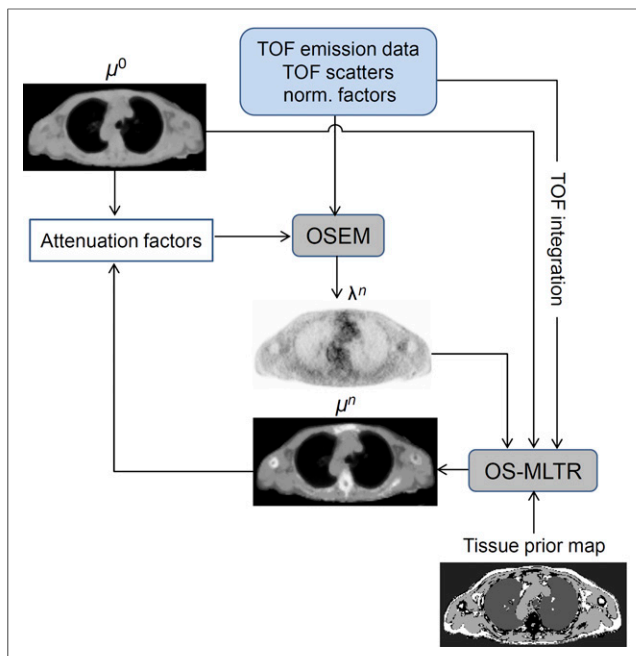 μ⁰
TOF emission data
TOF scatters
norm. factors
TOF integration
Attenuation factors
OSEM
λⁿ
μⁿ
OS-MLTR
Tissue prior map